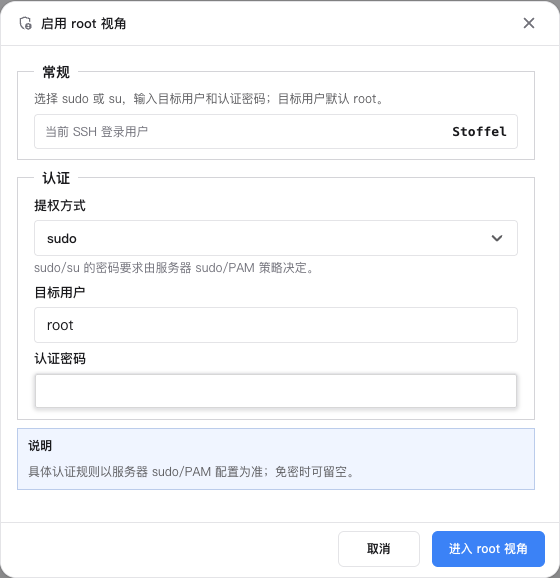 启用 root 视角
常规
选择 sudo 或 su，输入目标用户和认证密码；目标用户默认 root。
当前 SSH 登录用户 Stoffel
认证
提权方式
sudo
sudo/su 的密码要求由服务器 sudo/PAM 策略决定。
目标用户
root
认证密码
说明
具体认证规则以服务器 sudo/PAM 配置为准；免密时可留空。
取消 进入 root 视角